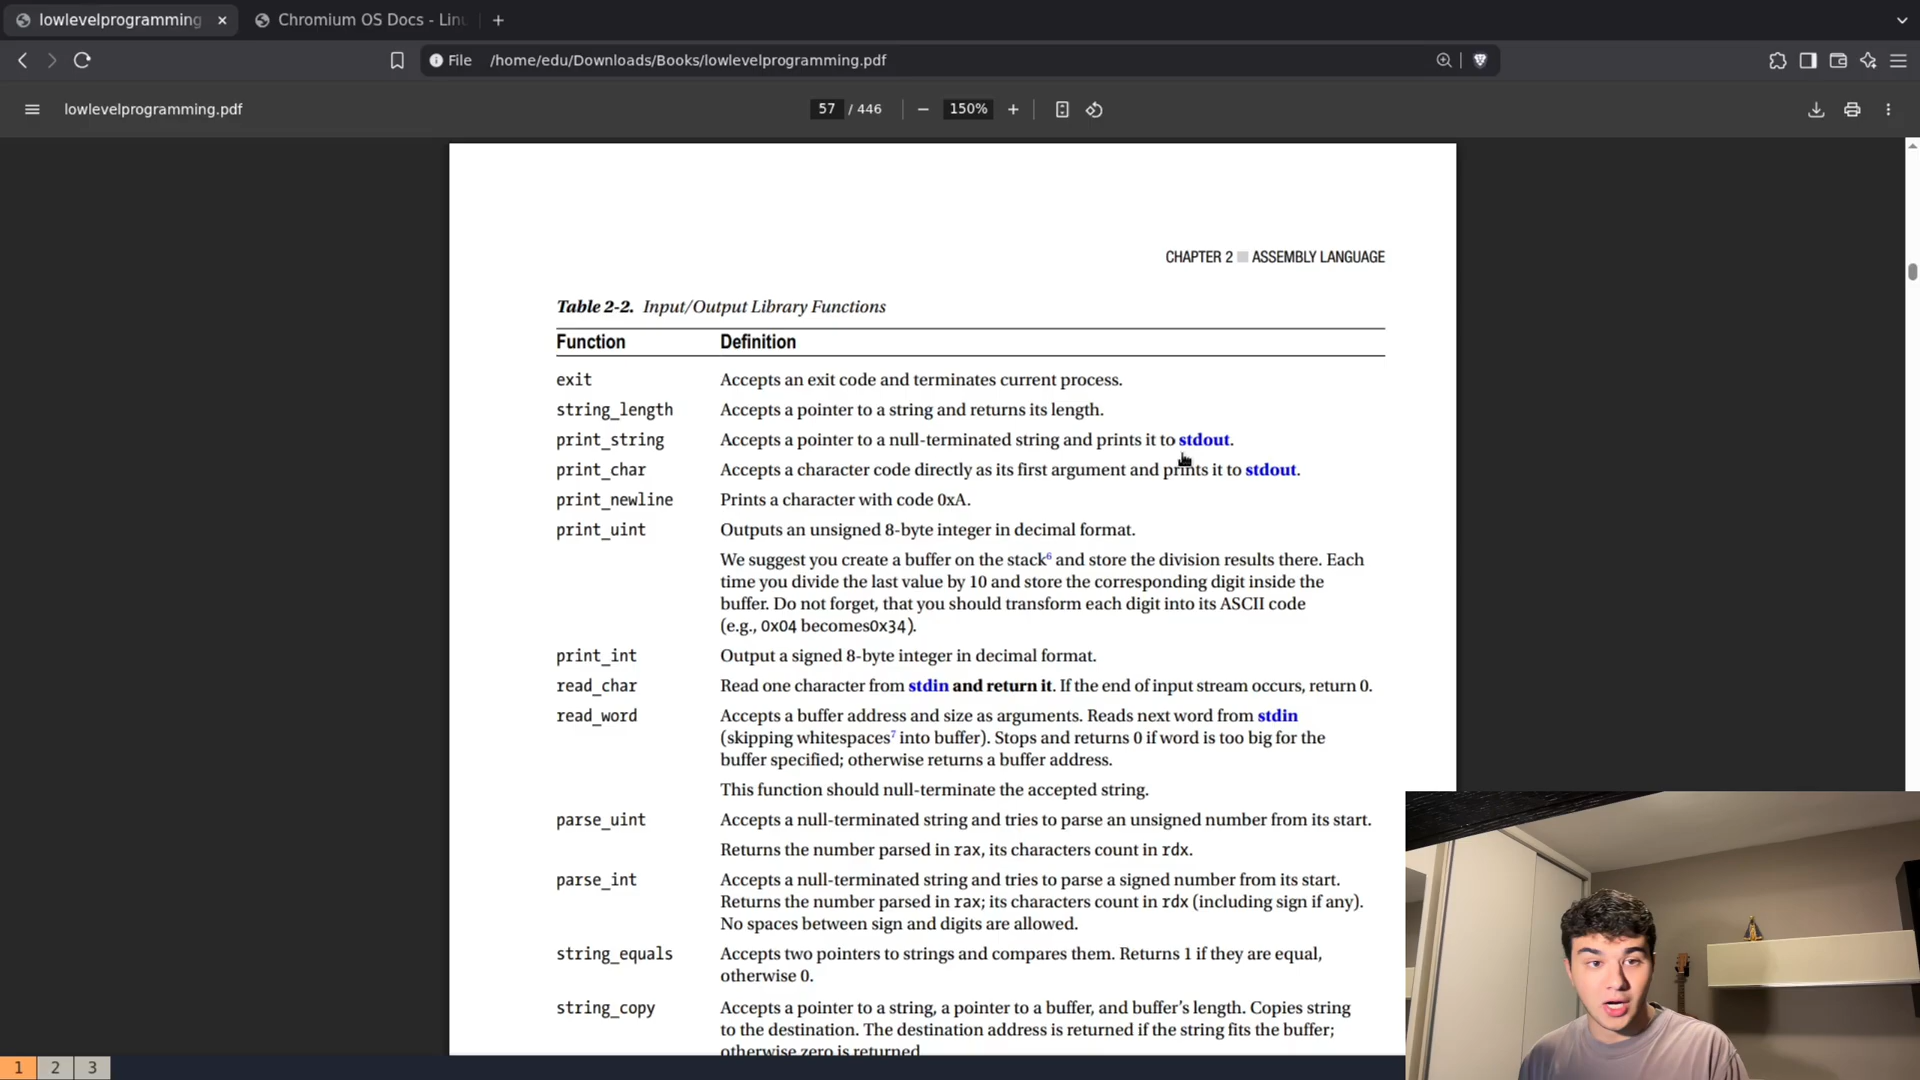 lowlevelprogramming
Chromium OS Docs - Linu
File /home/edu/Downloads/Books/lowlevelprogramming.pdf
lowlevelprogramming.pdf
57 / 446
150%
CHAPTER 2 ■ ASSEMBLY LANGUAGE
Table 2-2. Input/Output Library Functions
Function Definition
exit Accepts an exit code and terminates current process.
string_length Accepts a pointer to a string and returns its length.
print_string Accepts a pointer to a null-terminated string and prints it to stdout.
print_char Accepts a character code directly as its first argument and prints it to stdout.
print_newline Prints a character with code 0xA.
print_uint Outputs an unsigned 8-byte integer in decimal format.
We suggest you create a buffer on the stack6 and store the division results there. Each
time you divide the last value by 10 and store the corresponding digit inside the
buffer. Do not forget, that you should transform each digit into its ASCII code
(e.g., 0x04 becomes0x34).
print_int Output a signed 8-byte integer in decimal format.
read_char Read one character from stdin and return it. If the end of input stream occurs, return 0.
read_word Accepts a buffer address and size as arguments. Reads next word from stdin
(skipping whitespaces7 into buffer). Stops and returns 0 if word is too big for the
buffer specified; otherwise returns a buffer address.
This function should null-terminate the accepted string.
parse_uint Accepts a null-terminated string and tries to parse an unsigned number from its start.
Returns the number parsed in rax, its characters count in rdx.
parse_int Accepts a null-terminated string and tries to parse a signed number from its start.
Returns the number parsed in rax; its characters count in rdx (including sign if any).
No spaces between sign and digits are allowed.
string_equals Accepts two pointers to strings and compares them. Returns 1 if they are equal,
otherwise 0.
string_copy Accepts a pointer to a string, a pointer to a buffer, and buffer's length. Copies string
to the destination. The destination address is returned if the string fits the buffer;
otherwise zero is returned
1 2 3